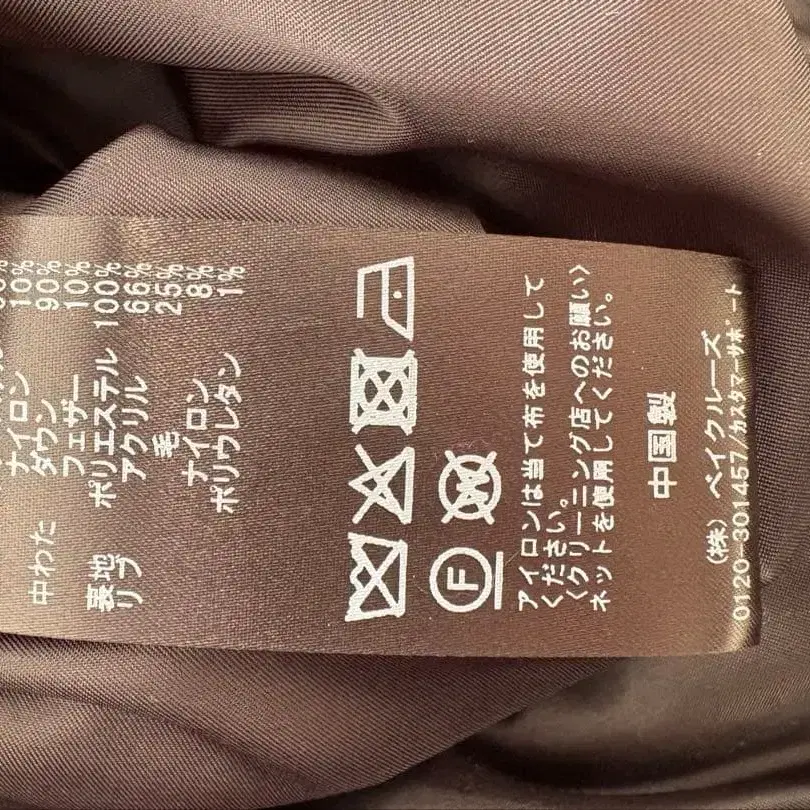 ナイロン 10%
中わた ダウン 90%
フェザー 10%
裏地 ポリエステル 100%
リブ アクリル 66%
毛 25%
ナイロン 8%
ポリウレタン 1%
F
W
アイロンは当て布を使用して
ください。
〈クリーニング店へのお願い〉
ネットを使用してください。
中国製
(株) ベイクルーズ
0120-301457/カスタマーサポート